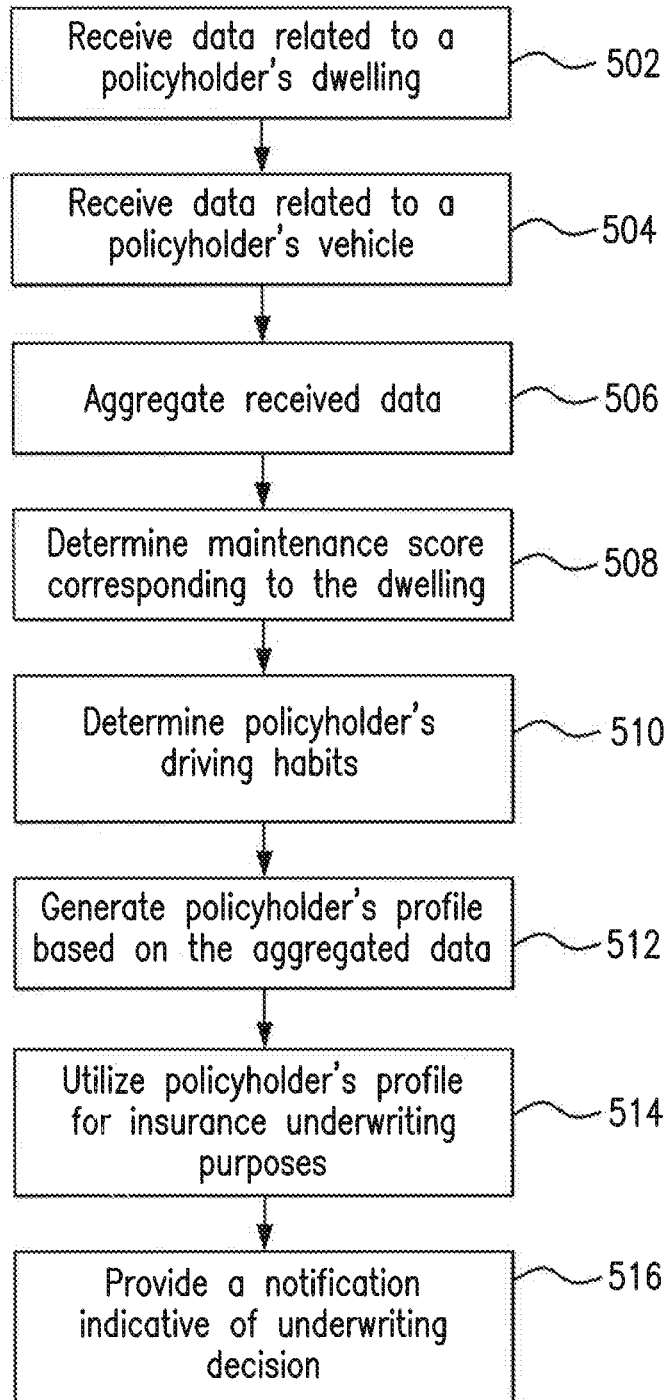 Receive data related to a
policyholder's dwelling
502
Receive data related to a
policyholder's vehicle
504
Aggregate received data
506
Determine maintenance score
corresponding to the dwelling
508
Determine policyholder's
driving habits
510
Generate policyholder's profile
based on the aggregated data
512
Utilize policyholder's profile
for insurance underwriting
purposes
514
Provide a notification
indicative of underwriting
decision
516